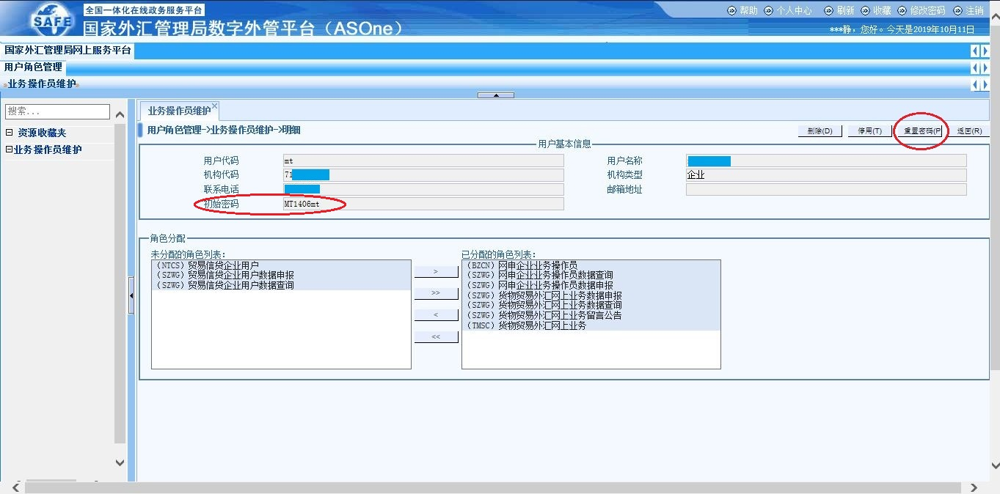 SAFE
全国一体化在线政务服务平台
国家外汇管理局数字外管平台（ASOne）
帮助 个人中心 刷新 收藏 修改密码 注销
***静，您好。今天是2019年10月11日
国家外汇管理局网上服务平台
用户角色管理
»业务操作员维护»
搜索...
资源收藏夹
业务操作员维护
业务操作员维护
用户角色管理->业务操作员维护->明细
删除(D) 停用(T) 重置密码(P 返回(R)
用户基本信息
用户代码 mt 用户名称
机构代码 71 机构类型 企业
联系电话 邮箱地址
初始密码 MT1406mt
角色分配
未分配的角色列表：
（NTCS）贸易信贷企业用户
（SZWG）贸易信贷企业用户数据申报
（SZWG）贸易信贷企业用户数据查询
>
>>
<
<<
已分配的角色列表：
（BZCN）网申企业业务操作员
（SZWG）网申企业业务操作员数据查询
（SZWG）网申企业业务操作员数据申报
（SZWG）货物贸易外汇网上业务数据申报
（SZWG）货物贸易外汇网上业务数据查询
（SZWG）货物贸易外汇网上业务留言公告
（TMSC）货物贸易外汇网上业务